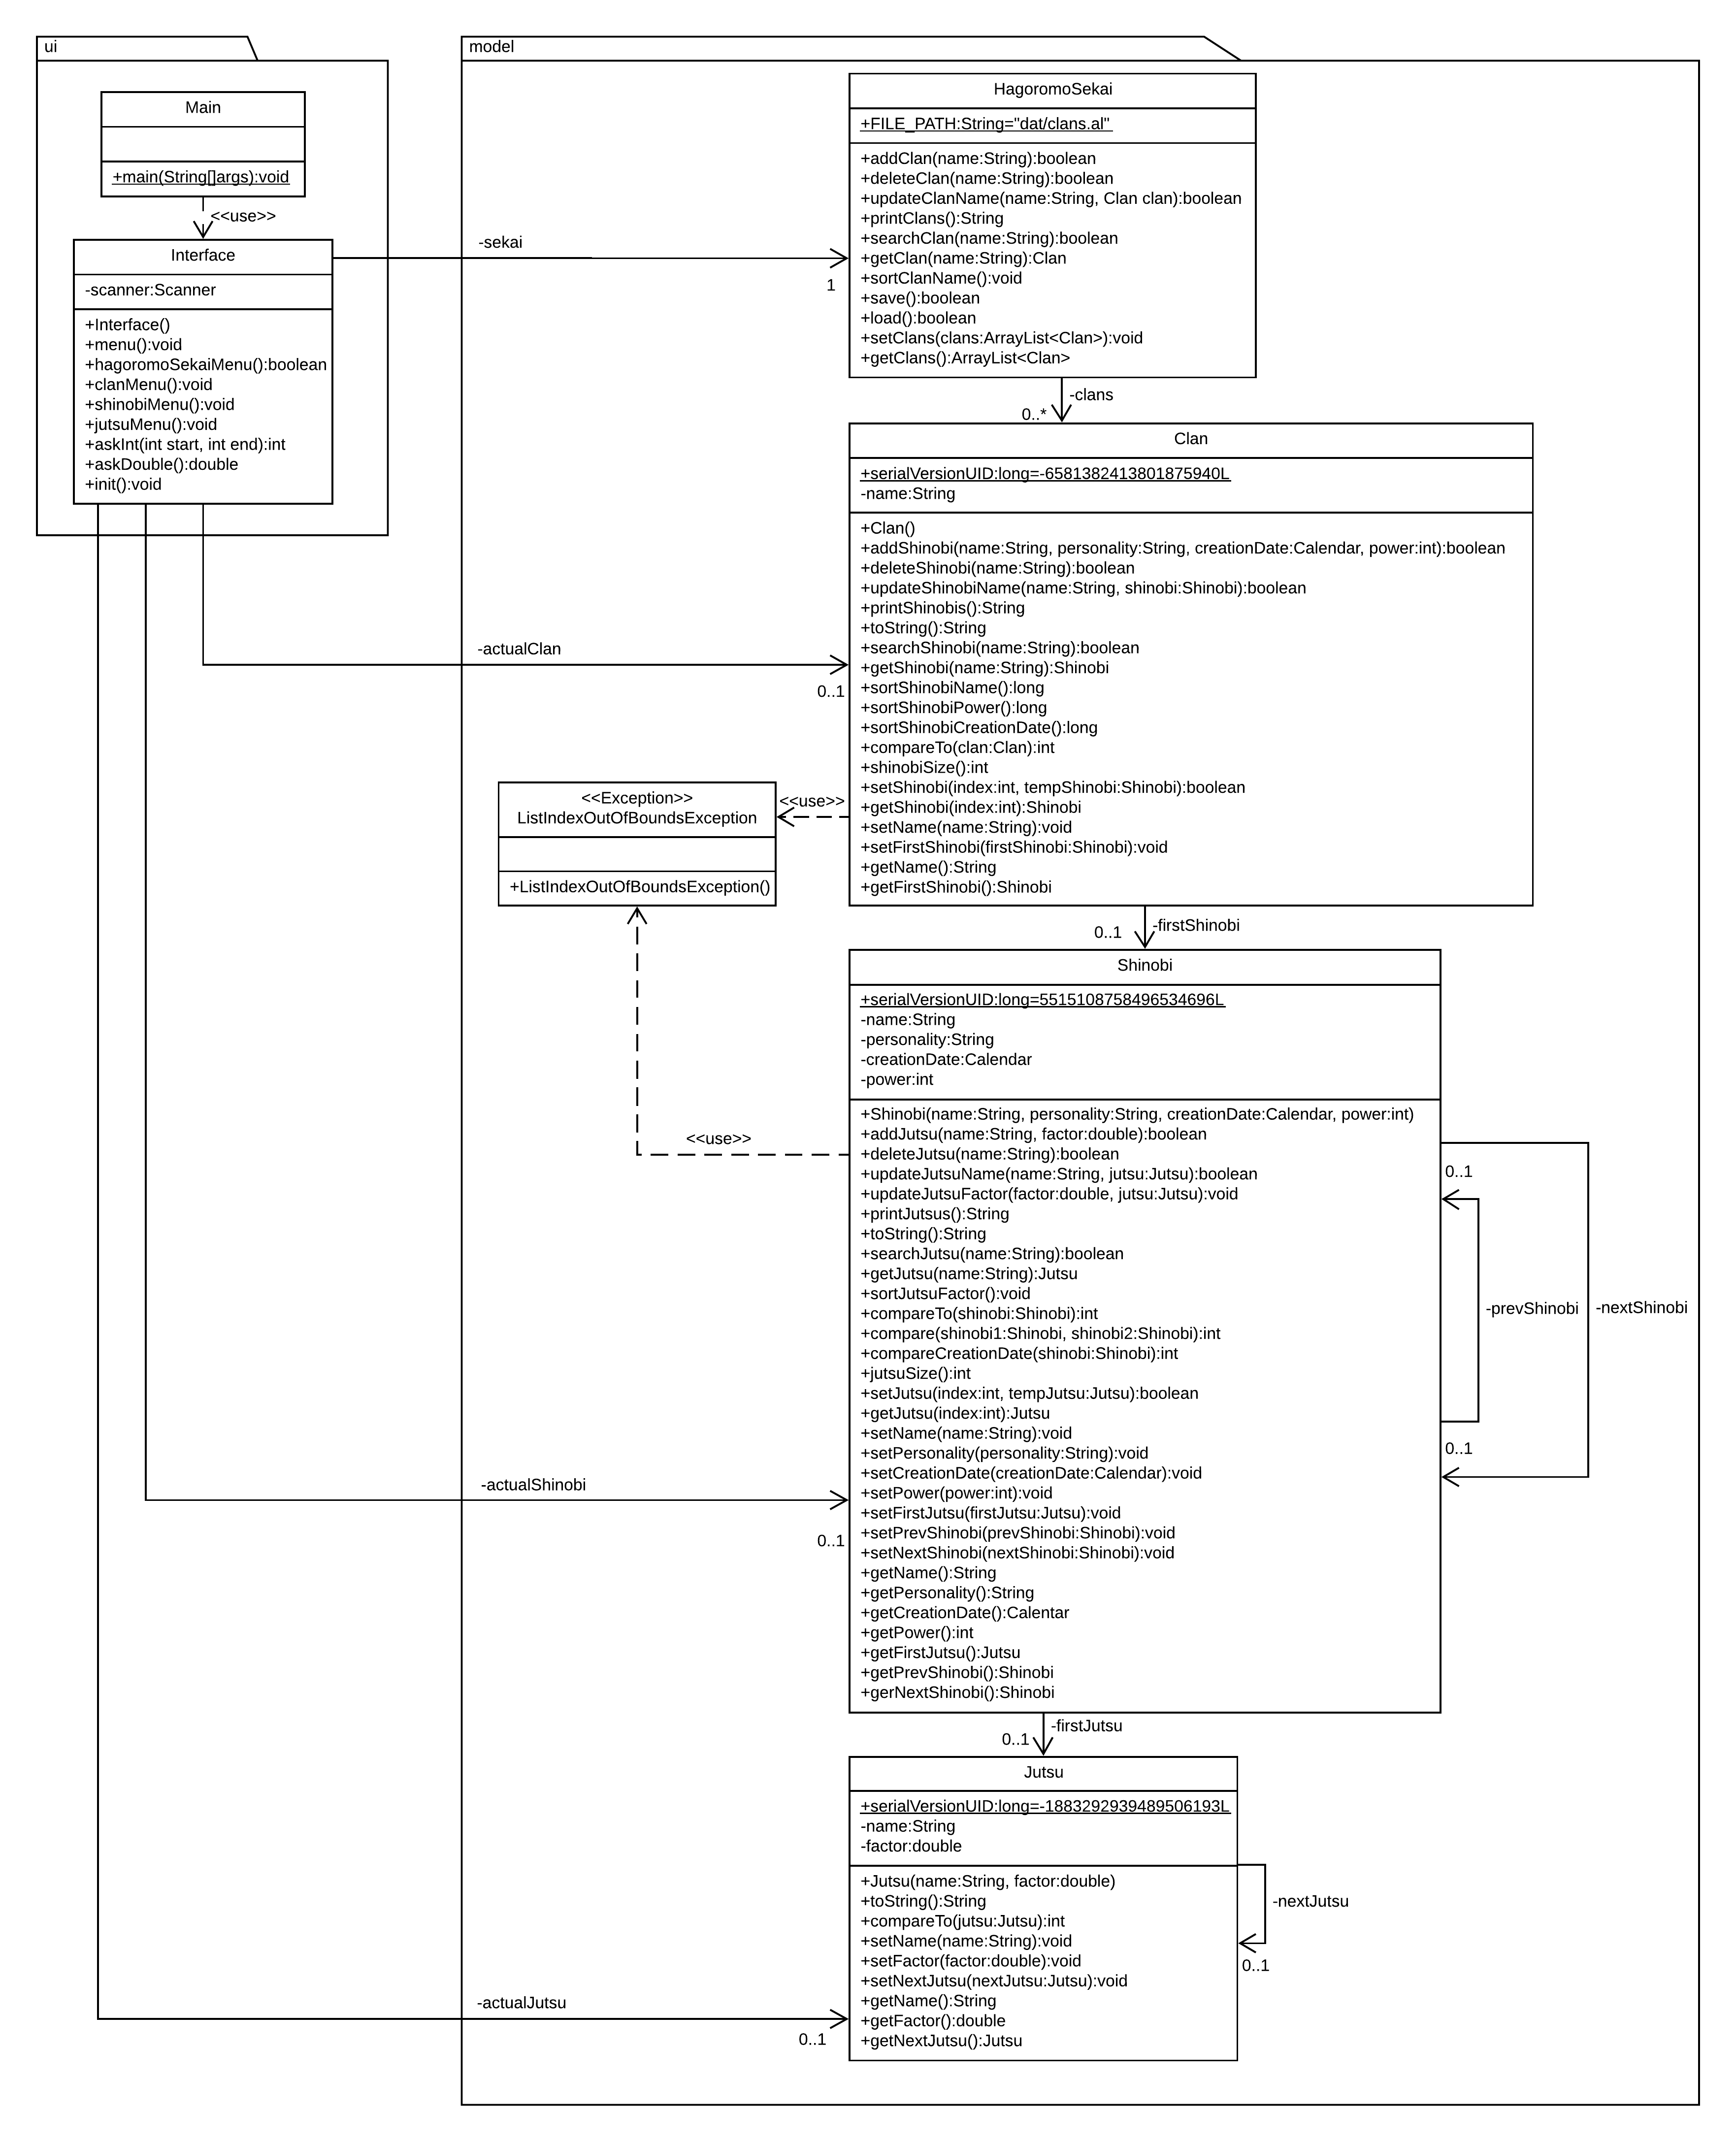 ui
Main
+main(String[]args):void
<<use>>
Interface
-scanner:Scanner
+Interface()
+menu():void
+hagoromoSekaiMenu():boolean
+clanMenu():void
+shinobiMenu():void
+jutsuMenu():void
+askInt(int start, int end):int
+askDouble():double
+init():void
model
-sekai
1
HagoromoSekai
+FILE_PATH:String="dat/clans.al"
+addClan(name:String):boolean
+deleteClan(name:String):boolean
+updateClanName(name:String, Clan clan):boolean
+printClans():String
+searchClan(name:String):boolean
+getClan(name:String):Clan
+sortClanName():void
+save():boolean
+load():boolean
+setClans(clans:ArrayList<Clan>):void
+getClans():ArrayList<Clan>
-clans
0..*
Clan
+serialVersionUID:long=-6581382413801875940L
-name:String
+Clan()
+addShinobi(name:String, personality:String, creationDate:Calendar, power:int):boolean
+deleteShinobi(name:String):boolean
+updateShinobiName(name:String, shinobi:Shinobi):boolean
+printShinobis():String
+toString():String
+searchShinobi(name:String):boolean
+getShinobi(name:String):Shinobi
+sortShinobiName():long
+sortShinobiPower():long
+sortShinobiCreationDate():long
+compareTo(clan:Clan):int
+shinobiSize():int
+setShinobi(index:int, tempShinobi:Shinobi):boolean
+getShinobi(index:int):Shinobi
+setName(name:String):void
+setFirstShinobi(firstShinobi:Shinobi):void
+getName():String
+getFirstShinobi():Shinobi
-actualClan
0..1
<<use>>
<<Exception>>
ListIndexOutOfBoundsException
+ListIndexOutOfBoundsException()
0..1
-firstShinobi
Shinobi
+serialVersionUID:long=5515108758496534696L
-name:String
-personality:String
-creationDate:Calendar
-power:int
+Shinobi(name:String, personality:String, creationDate:Calendar, power:int)
+addJutsu(name:String, factor:double):boolean
+deleteJutsu(name:String):boolean
+updateJutsuName(name:String, jutsu:Jutsu):boolean
+updateJutsuFactor(factor:double, jutsu:Jutsu):void
+printJutsus():String
+toString():String
+searchJutsu(name:String):boolean
+getJutsu(name:String):Jutsu
+sortJutsuFactor():void
+compareTo(shinobi:Shinobi):int
+compare(shinobi1:Shinobi, shinobi2:Shinobi):int
+compareCreationDate(shinobi:Shinobi):int
+jutsuSize():int
+setJutsu(index:int, tempJutsu:Jutsu):boolean
+getJutsu(index:int):Jutsu
+setName(name:String):void
+setPersonality(personality:String):void
+setCreationDate(creationDate:Calendar):void
+setPower(power:int):void
+setFirstJutsu(firstJutsu:Jutsu):void
+setPrevShinobi(prevShinobi:Shinobi):void
+setNextShinobi(nextShinobi:Shinobi):void
+getName():String
+getPersonality():String
+getCreationDate():Calentar
+getPower():int
+getFirstJutsu():Jutsu
+getPrevShinobi():Shinobi
+gerNextShinobi():Shinobi
<<use>>
0..1
-prevShinobi
-nextShinobi
0..1
-actualShinobi
0..1
-firstJutsu
0..1
Jutsu
+serialVersionUID:long=-1883292939489506193L
-name:String
-factor:double
+Jutsu(name:String, factor:double)
+toString():String
+compareTo(jutsu:Jutsu):int
+setName(name:String):void
+setFactor(factor:double):void
+setNextJutsu(nextJutsu:Jutsu):void
+getName():String
+getFactor():double
+getNextJutsu():Jutsu
-nextJutsu
0..1
-actualJutsu
0..1